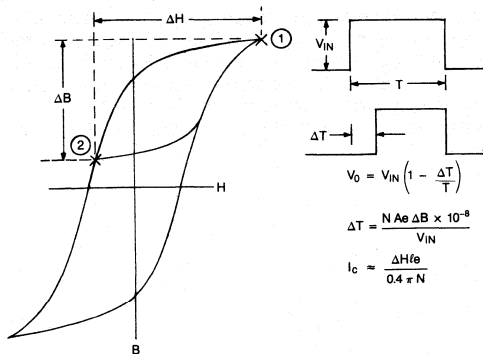 ΔH
1
ΔB
2
H
B
V_IN
T
ΔT
V_0 = V_IN (1 - ΔT/T)
ΔT = N Ae ΔB × 10^-8 / V_IN
I_c ≈ ΔHℓe / 0.4 π N